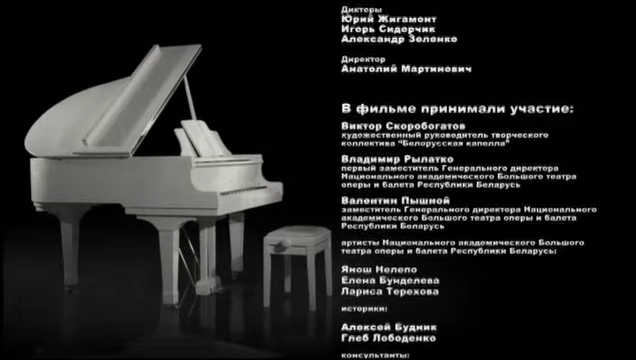 Дикторы
Юрий Жигамонт
Игорь Сидорчик
Александр Зеленко
Директор
Анатолий Мартинович
В фильме принимали участие:
Виктор Скоробогатов
художественный руководитель творческого
коллектива "Белорусская капелла"
Владимир Рылатко
первый заместитель Генерального директора
Национального академического Большого театра
оперы и балета Республики Беларусь
Валентин Пышной
заместитель Генерального директора Национального
академического Большого театра оперы и балета
Республики Беларусь
артисты Национального академического Большого
театра оперы и балета Республики Беларусь:
Янош Нелепо
Елена Бунделева
Лариса Терехова
историки:
Алексей Будник
Глеб Лободенко
консультанты: